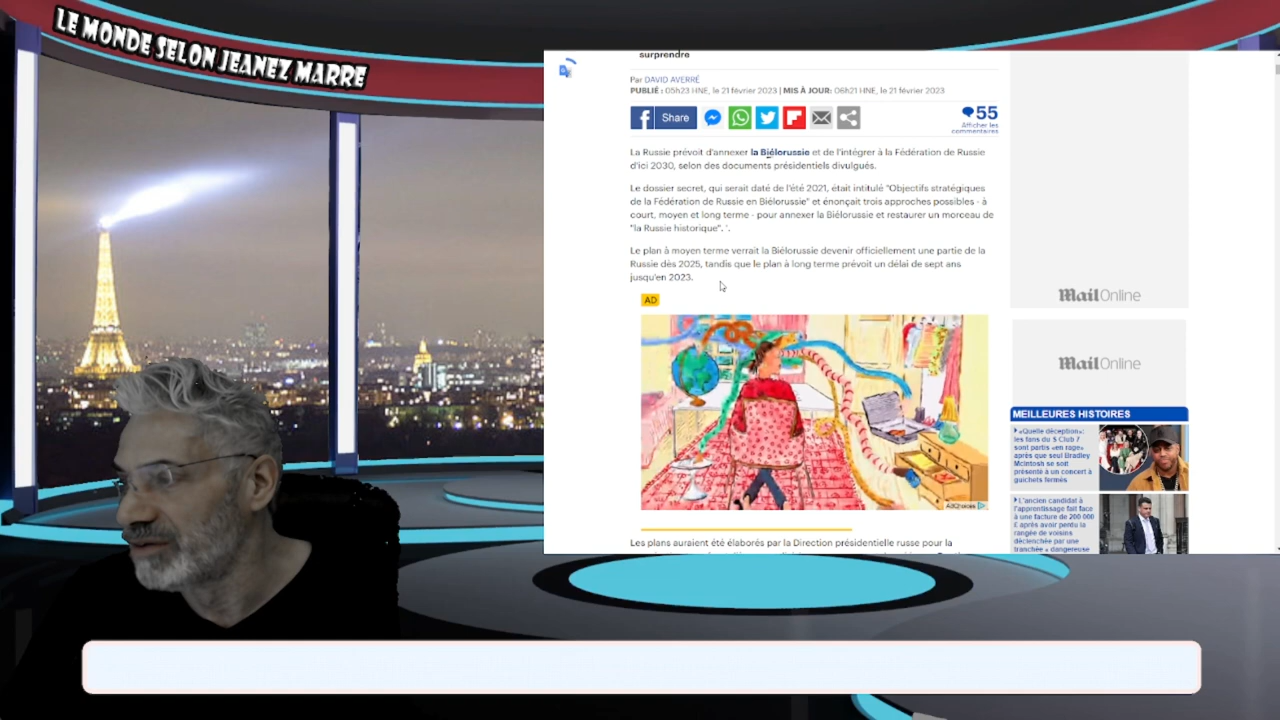 LE MONDE SELON JEANEZ MARRE
surprendre
Par DAVID AVERRÉ
PUBLIÉ : 05h23 HNE, le 21 février 2023 | MIS À JOUR: 06h21 HNE, le 21 février 2023
Share
55
Afficher les
commentaires
La Russie prévoit d'annexer la Biélorussie et de l'intégrer à la Fédération de Russie
d'ici 2030, selon des documents présidentiels divulgués.
Le dossier secret, qui serait daté de l'été 2021, était intitulé "Objectifs stratégiques
de la Fédération de Russie en Biélorussie" et énonçait trois approches possibles - à
court, moyen et long terme - pour annexer la Biélorussie et restaurer un morceau de
"la Russie historique". '.
Le plan à moyen terme verrait la Biélorussie devenir officiellement une partie de la
Russie dès 2025, tandis que le plan à long terme prévoit un délai de sept ans
jusqu'en 2023.
AD
Les plans auraient été élaborés par la Direction présidentielle russe pour la
Mail Online
Mail Online
MEILLEURES HISTOIRES
«Quelle déception»:
les fans du S Club 7
sont partis «en rage»
après que seul Bradley
McIntosh se soit
présenté à un concert à
guichets fermés
L'ancien candidat à
l'apprentissage fait face
à une facture de 200 000
£ après avoir perdu la
rangée de voisins
déclenchée par une
tranchée « dangereuse